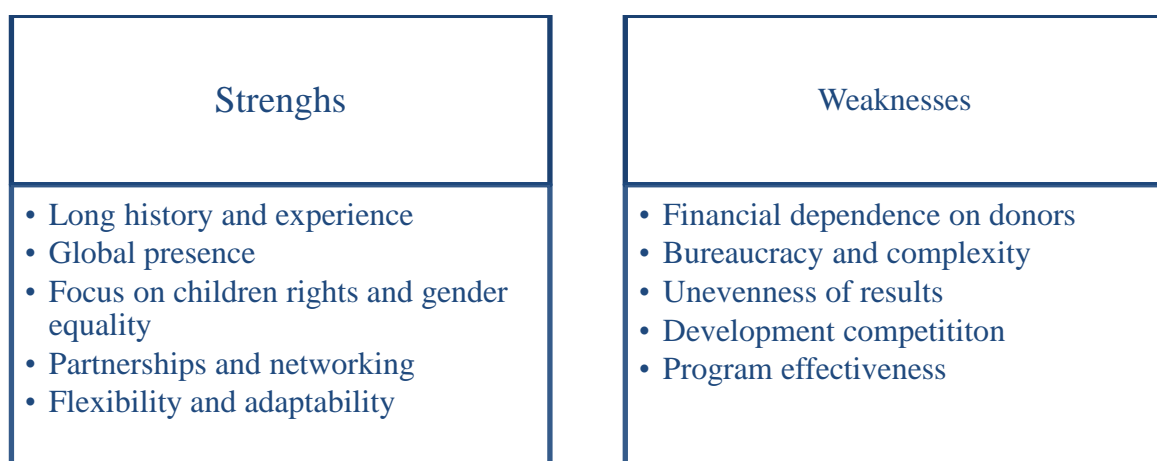 Strenghs
• Long history and experience
• Global presence
• Focus on children rights and gender
equality
• Partnerships and networking
• Flexibility and adaptability
Weaknesses
• Financial dependence on donors
• Bureaucracy and complexity
• Unevenness of results
• Development competititon
• Program effectiveness